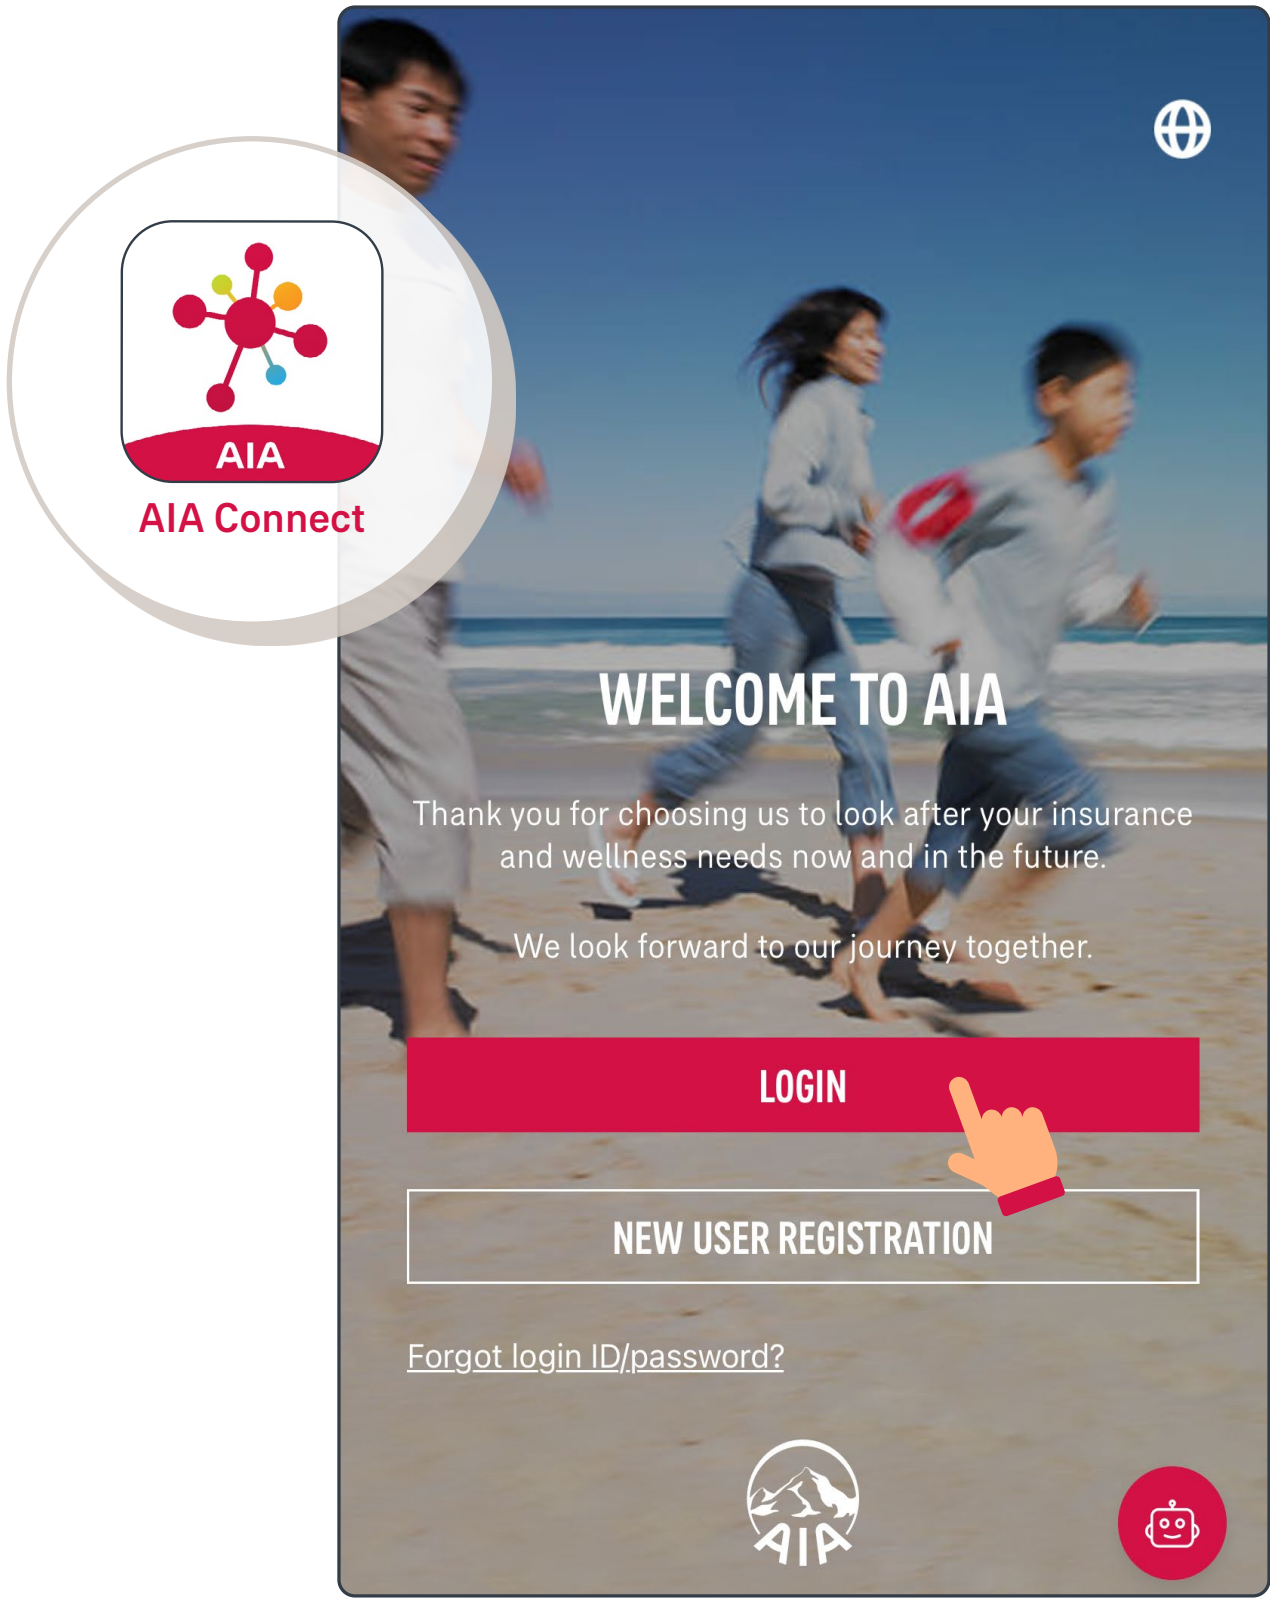 AIA
AIA Connect
WELCOME TO AIA
Thank you for choosing us to look after your insurance
and wellness needs now and in the future.
We look forward to our journey together.
LOGIN
NEW USER REGISTRATION
Forgot login ID/password?
AIA